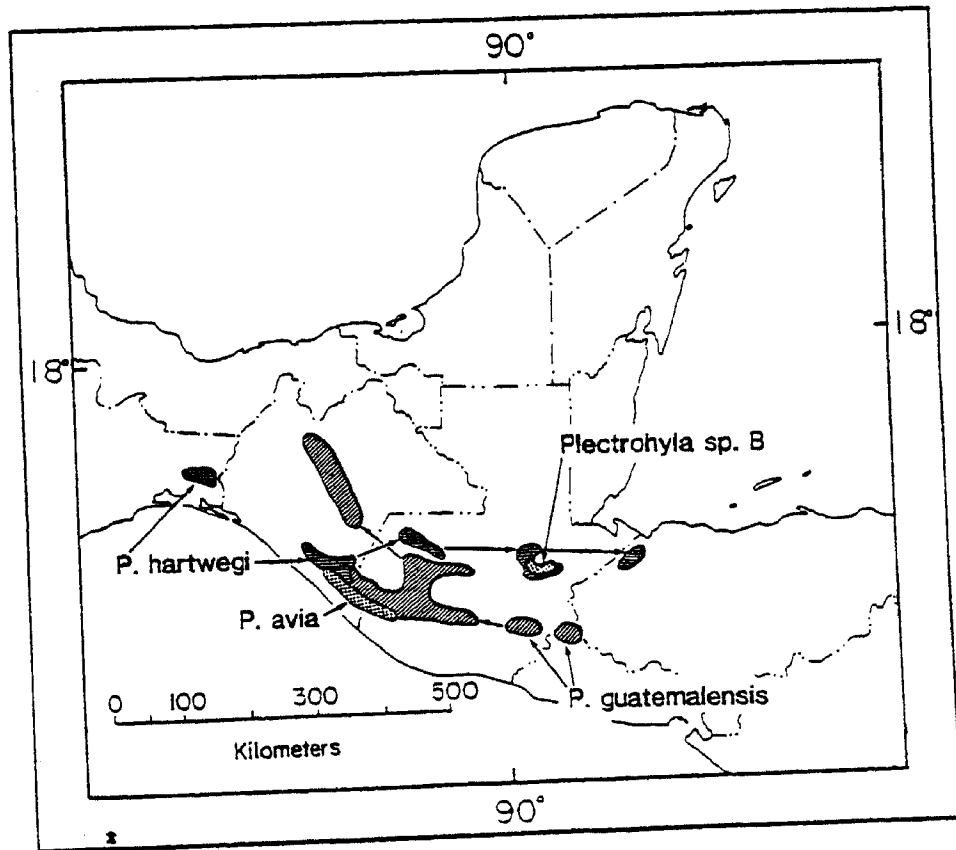 90°
18°
18°
Plectrohyla sp. B
P. hartwegi
P. avia
P. guatemalensis
0 100 300 500
Kilometers
90°